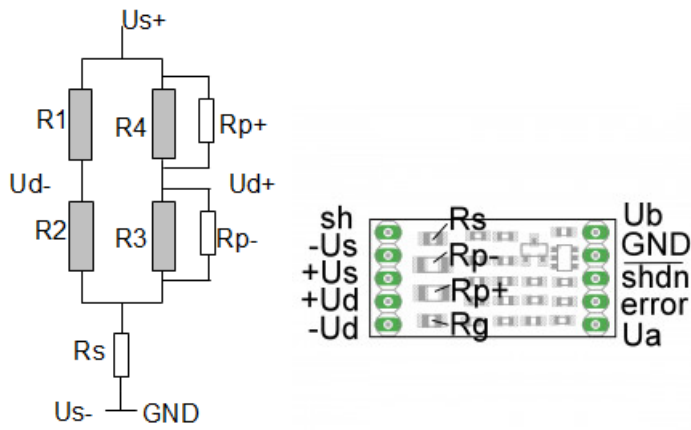 Us+
R1
R4
Rp+
Ud-
Ud+
R2
R3
Rp-
Rs
Us-
GND
sh
-Us
+Us
+Ud
-Ud
Rs
Rp-
Rp+
Rg
Ub
GND
shdn
error
Ua